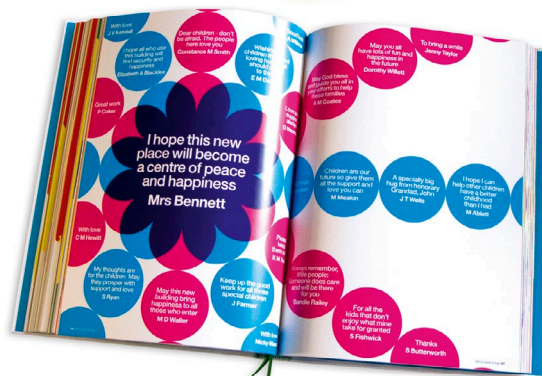 With love
J V Kendall
Dear children - don't
be afraid. The people
here love you
Constance M Smith
I hope all who
use this building will
find security and
happiness
Elizabeth A Blacklee
Great work
P Coker
I hope this new
place will become
a centre of peace
and happiness
Mrs Bennett
With love
C M Hewitt
My thoughts are
for the children. May
they prosper with
support and love
S Ryan
May this new
building bring
happiness to all
those who enter
M D Waller
Keep up the good
work for all these
special children
J Farmer
With
To bring a smile
Jenny Taylor
May you all
have lots of fun and
happiness in
the future
Dorothy Willett
May God bless
and guide you all in
your efforts to help
these families
A M Coates
Children are our
future so give them
all the support and
love you can
M Meakin
A specially big
hug from honorary
Grandad, John
J T Wells
I hope I can
help other children
have a better
childhood
than I had
M Ablett
Always remember,
little people:
Someone does care
and will be there
for you
Sandie Railey
For all the
kids that don't
enjoy what mine
take for granted
S Fishwick
Thanks
S Butterworth